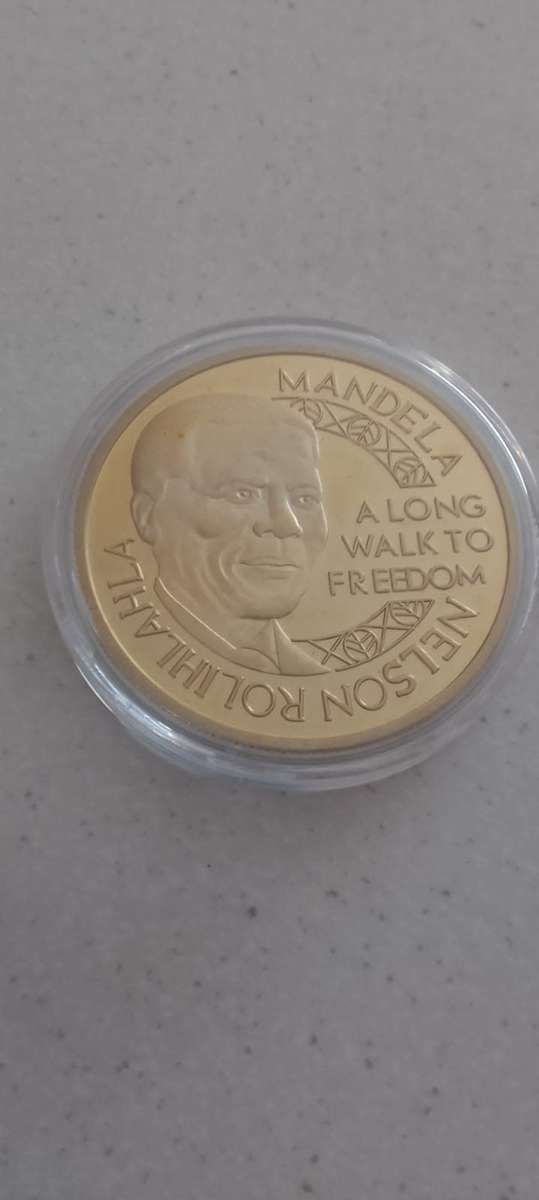 MANDELA
A LONG
WALK TO
FREEDOM
NELSON ROLIHLAHLA